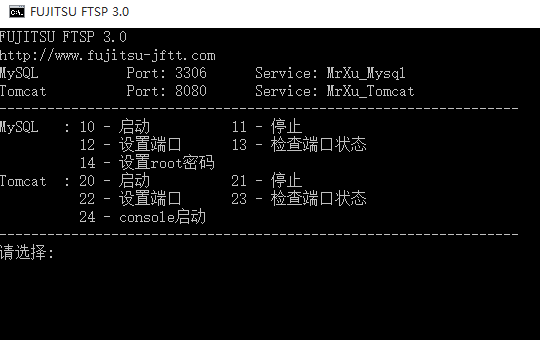 FUJITSU FTSP 3.0
FUJITSU FTSP 3.0
http://www.fujitsu-jftt.com
MySQL Port: 3306 Service: MrXu_Mysql
Tomcat Port: 8080 Service: MrXu_Tomcat
-----------------------------------------------------------------
MySQL : 10 - 启动 11 - 停止
12 - 设置端口 13 - 检查端口状态
14 - 设置root密码
Tomcat : 20 - 启动 21 - 停止
22 - 设置端口 23 - 检查端口状态
24 - console启动
-----------------------------------------------------------------
请选择: